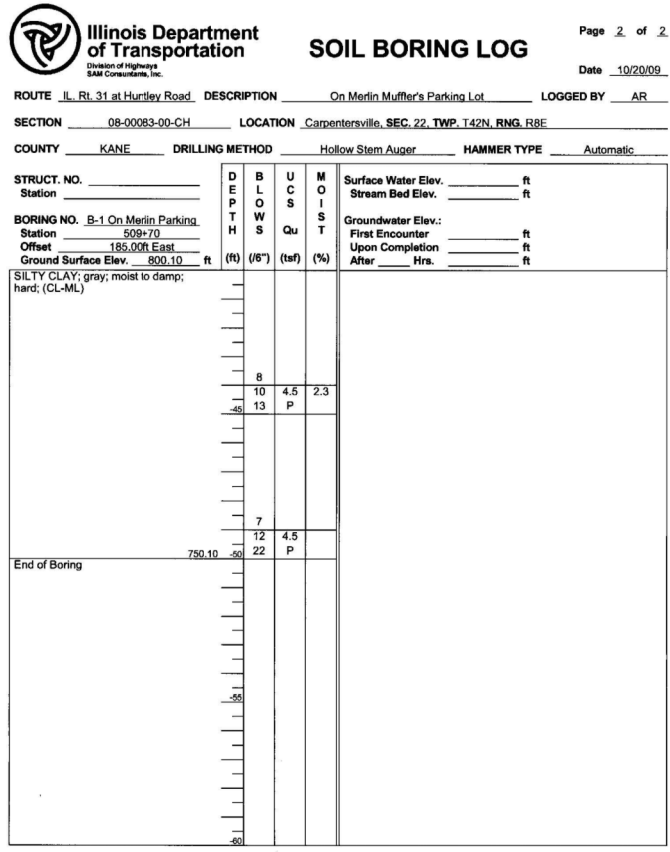 Illinois Department
of Transportation
Division of Highways
SAM Consultants, Inc.
SOIL BORING LOG
Page 2 of 2
Date 10/20/09
ROUTE IL. Rt. 31 at Huntley Road DESCRIPTION On Merlin Muffler's Parking Lot LOGGED BY AR
SECTION 08-00083-00-CH LOCATION Carpentersville, SEC. 22, TWP. T42N, RNG. R8E
COUNTY KANE DRILLING METHOD Hollow Stem Auger HAMMER TYPE Automatic
STRUCT. NO.
Station
BORING NO. B-1 On Merlin Parking
Station 509+70
Offset 185.00ft East
Ground Surface Elev. 800.10 ft
DEPTH (ft)
BLOWS (/6")
UCS Qu (tsf)
MOIST (%)
Surface Water Elev. ft
Stream Bed Elev. ft
Groundwater Elev.:
First Encounter ft
Upon Completion ft
After Hrs. ft
SILTY CLAY; gray; moist to damp;
hard; (CL-ML)
8
10 4.5 2.3
-45 13 P
7
12 4.5
750.10 -50 22 P
End of Boring
-55
-60